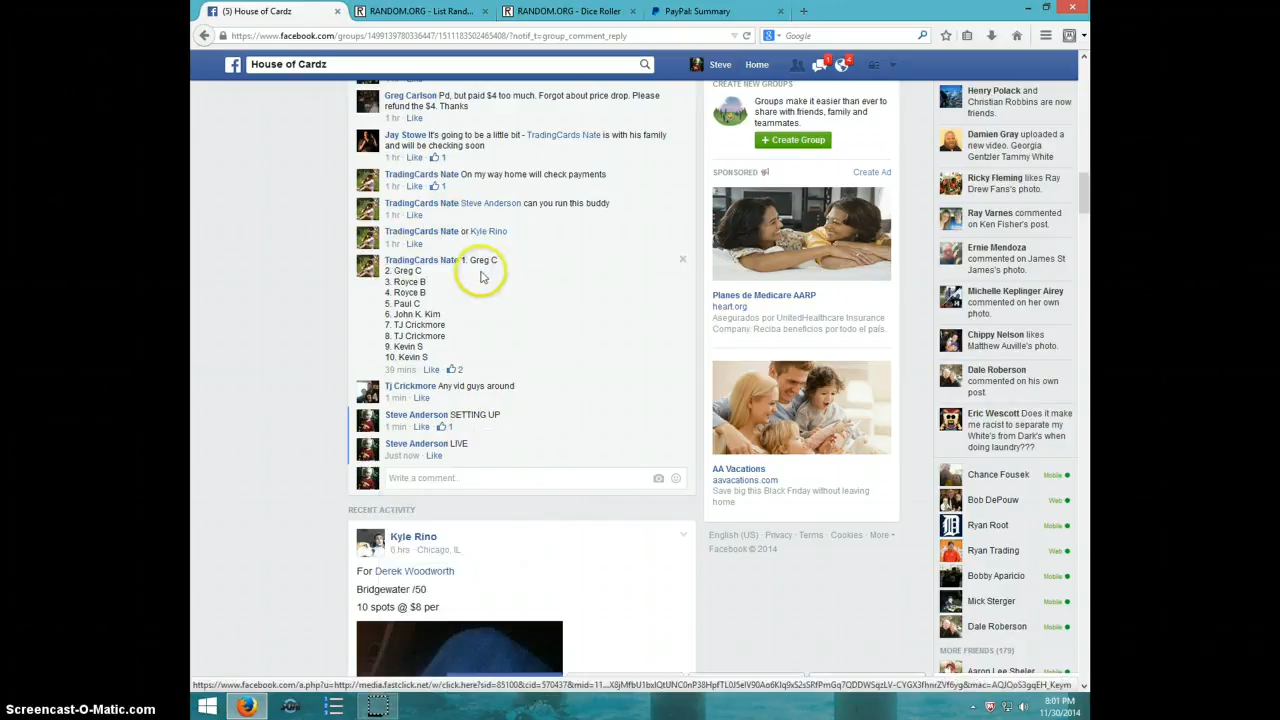 (5) House of Cardz
RANDOM.ORG - List Rand...
RANDOM.ORG - Dice Roller
PayPal: Summary
https://www.facebook.com/groups/1499139780336447/1511183502465408/?notif_t=group_comment_reply
Google
House of Cardz
Steve
Home
1
4
Greg Carlson Pd, but paid $4 too much. Forgot about price drop. Please
refund the $4. Thanks
1 hr · Like
Jay Stowe It's going to be a little bit - TradingCards Nate is with his family
and will be checking soon
1 hr · Like · 1
TradingCards Nate On my way home will check payments
1 hr · Like · 1
TradingCards Nate Steve Anderson can you run this buddy
1 hr · Like
TradingCards Nate or Kyle Rino
1 hr · Like
TradingCards Nate 1. Greg C
2. Greg C
3. Royce B
4. Royce B
5. Paul C
6. John K. Kim
7. TJ Crickmore
8. TJ Crickmore
9. Kevin S
10. Kevin S
39 mins · Like · 2
Tj Crickmore Any vid guys around
1 min · Like
Steve Anderson SETTING UP
1 min · Like · 1
Steve Anderson LIVE
Just now · Like
Write a comment...
RECENT ACTIVITY
Kyle Rino
6 hrs · Chicago, IL
For Derek Woodworth
Bridgewater /50
10 spots @ $8 per
CREATE NEW GROUPS
Groups make it easier than ever
to share with friends, family and
teammates.
+ Create Group
SPONSORED
Create Ad
Planes de Medicare AARP
heart.org
Asegurados por UnitedHealthcare Insurance
Company. Reciba beneficios por todo el país.
AA Vacations
aavacations.com
Save big this Black Friday without leaving
home
English (US) · Privacy · Terms · Cookies · More
Facebook © 2014
Henry Polack and
Christian Robbins are now
friends.
Damien Gray uploaded a
new video. Georgia
Gentzler Tammy White
Ricky Fleming likes Ray
Drew Fans's photo.
Ray Varnes commented
on Ken Fisher's post.
Ernie Mendoza
commented on James St
James's photo.
Michelle Keplinger Airey
commented on her own
photo.
Chippy Nelson likes
Matthew Auville's photo.
Dale Roberson
commented on his own
post.
Eric Wescott Does it make
me racist to separate my
White's from Dark's when
doing laundry???
Chance Fousek Mobile
Bob DePouw Web
Ryan Root Mobile
Ryan Trading Web
Bobby Aparicio Mobile
Mick Sterger Mobile
Dale Roberson Mobile
MORE FRIENDS (179)
Aaron Lee Sheler
8:01 PM
11/30/2014
Screencast-O-Matic.com